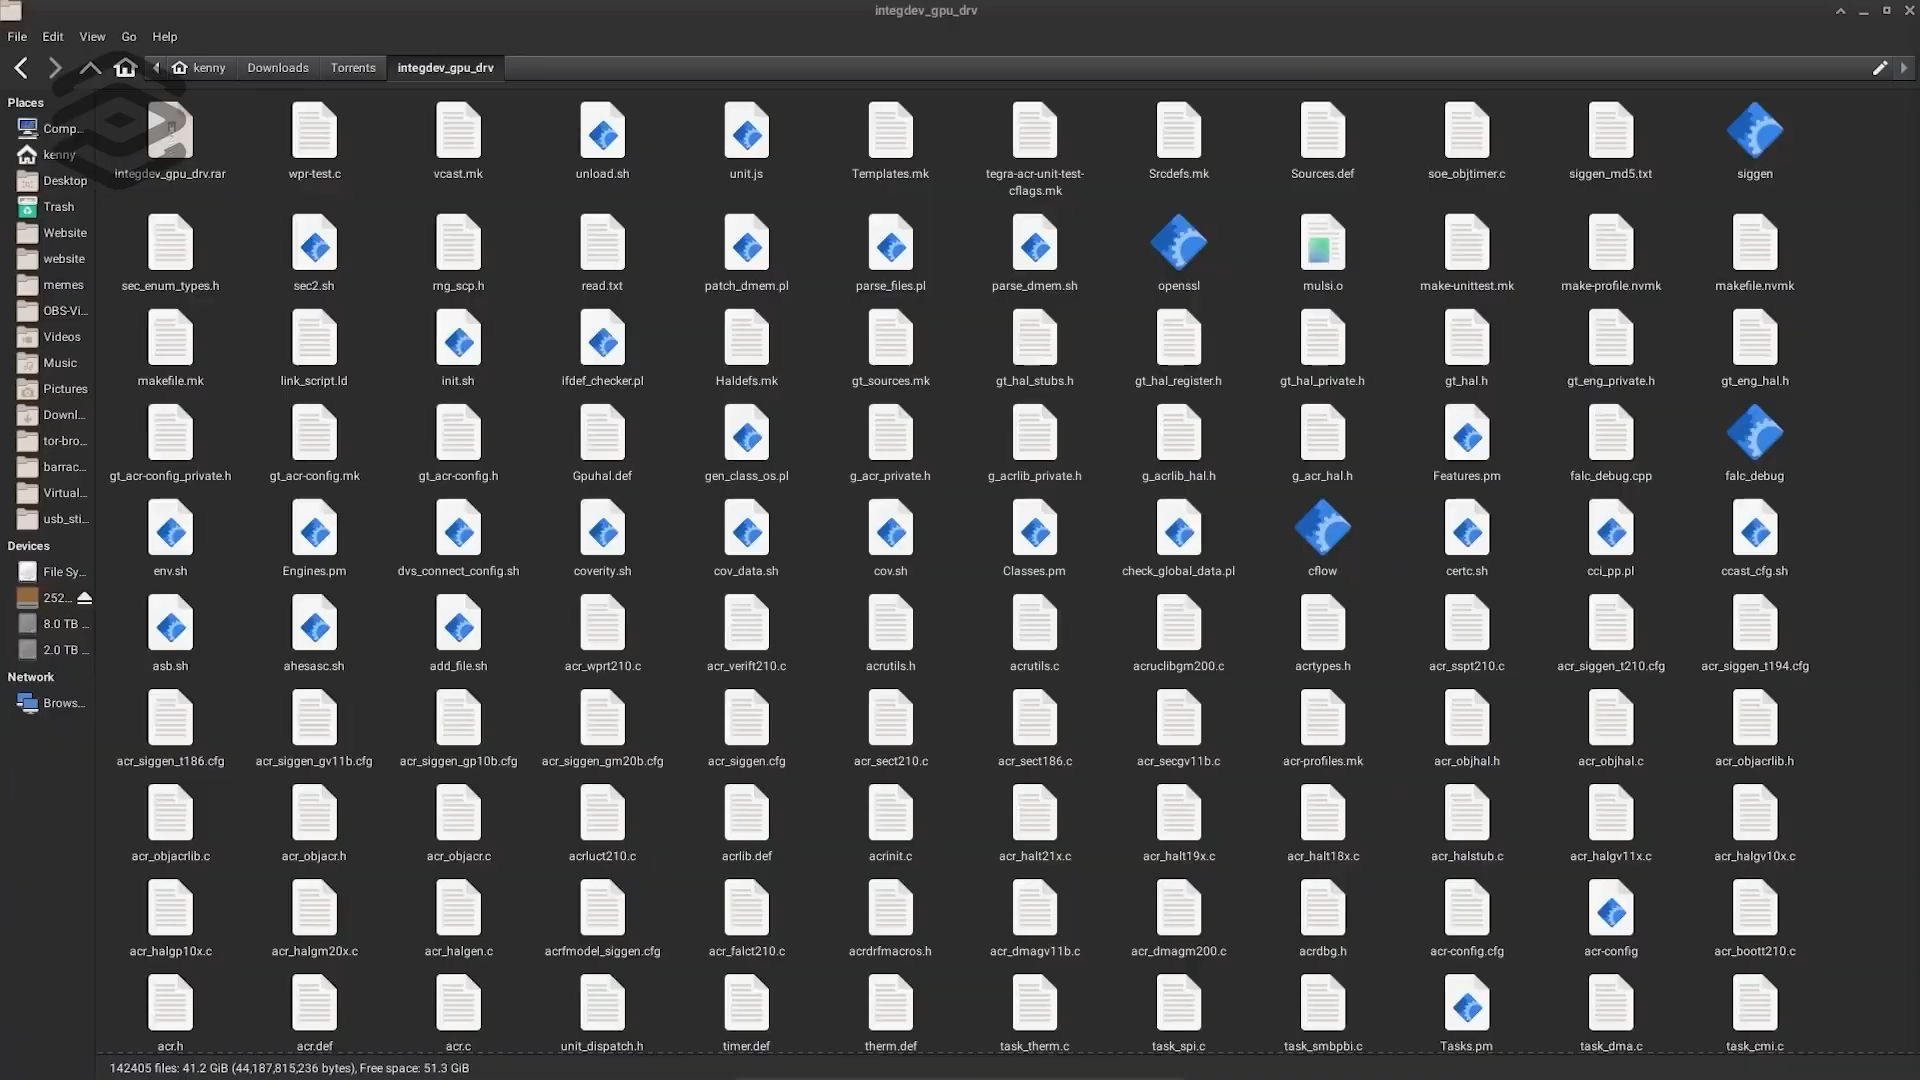 integdev_gpu_drv
File Edit View Go Help
kenny Downloads Torrents integdev_gpu_drv
Places
Comp...
kenny
Desktop
Trash
Website
website
memes
OBS-Vi...
Videos
Music
Pictures
Downl...
tor-bro...
barrac...
Virtual...
usb_sti...
Devices
File Sy...
252...
8.0 TB ...
2.0 TB ...
Network
Brows...
integdev_gpu_drv.rar wpr-test.c vcast.mk unload.sh unit.js Templates.mk tegra-acr-unit-test-
cflags.mk Srcdefs.mk Sources.def soe_objtimer.c siggen_md5.txt siggen
sec_enum_types.h sec2.sh rng_scp.h read.txt patch_dmem.pl parse_files.pl parse_dmem.sh openssl mulsi.o make-unittest.mk make-profile.nvmk makefile.nvmk
makefile.mk link_script.ld init.sh ifdef_checker.pl Haldefs.mk gt_sources.mk gt_hal_stubs.h gt_hal_register.h gt_hal_private.h gt_hal.h gt_eng_private.h gt_eng_hal.h
gt_acr-config_private.h gt_acr-config.mk gt_acr-config.h Gpuhal.def gen_class_os.pl g_acr_private.h g_acrlib_private.h g_acrlib_hal.h g_acr_hal.h Features.pm falc_debug.cpp falc_debug
env.sh Engines.pm dvs_connect_config.sh coverity.sh cov_data.sh cov.sh Classes.pm check_global_data.pl cflow certc.sh cci_pp.pl ccast_cfg.sh
asb.sh ahesasc.sh add_file.sh acr_wprt210.c acr_verift210.c acrutils.h acrutils.c acruclibgm200.c acrtypes.h acr_sspt210.c acr_siggen_t210.cfg acr_siggen_t194.cfg
acr_siggen_t186.cfg acr_siggen_gv11b.cfg acr_siggen_gp10b.cfg acr_siggen_gm20b.cfg acr_siggen.cfg acr_sect210.c acr_sect186.c acr_secgv11b.c acr-profiles.mk acr_objhal.h acr_objhal.c acr_objacrlib.h
acr_objacrlib.c acr_objacr.h acr_objacr.c acrluct210.c acrlib.def acrinit.c acr_halt21x.c acr_halt19x.c acr_halt18x.c acr_halstub.c acr_halgv11x.c acr_halgv10x.c
acr_halgp10x.c acr_halgm20x.c acr_halgen.c acrfmodel_siggen.cfg acr_falct210.c acrdrfmacros.h acr_dmagv11b.c acr_dmagm200.c acrdbg.h acr-config.cfg acr-config acr_boott210.c
acr.h acr.def acr.c unit_dispatch.h timer.def therm.def task_therm.c task_spi.c task_smbpbi.c Tasks.pm task_dma.c task_cmi.c
142405 files: 41.2 GiB (44,187,815,236 bytes), Free space: 51.3 GiB